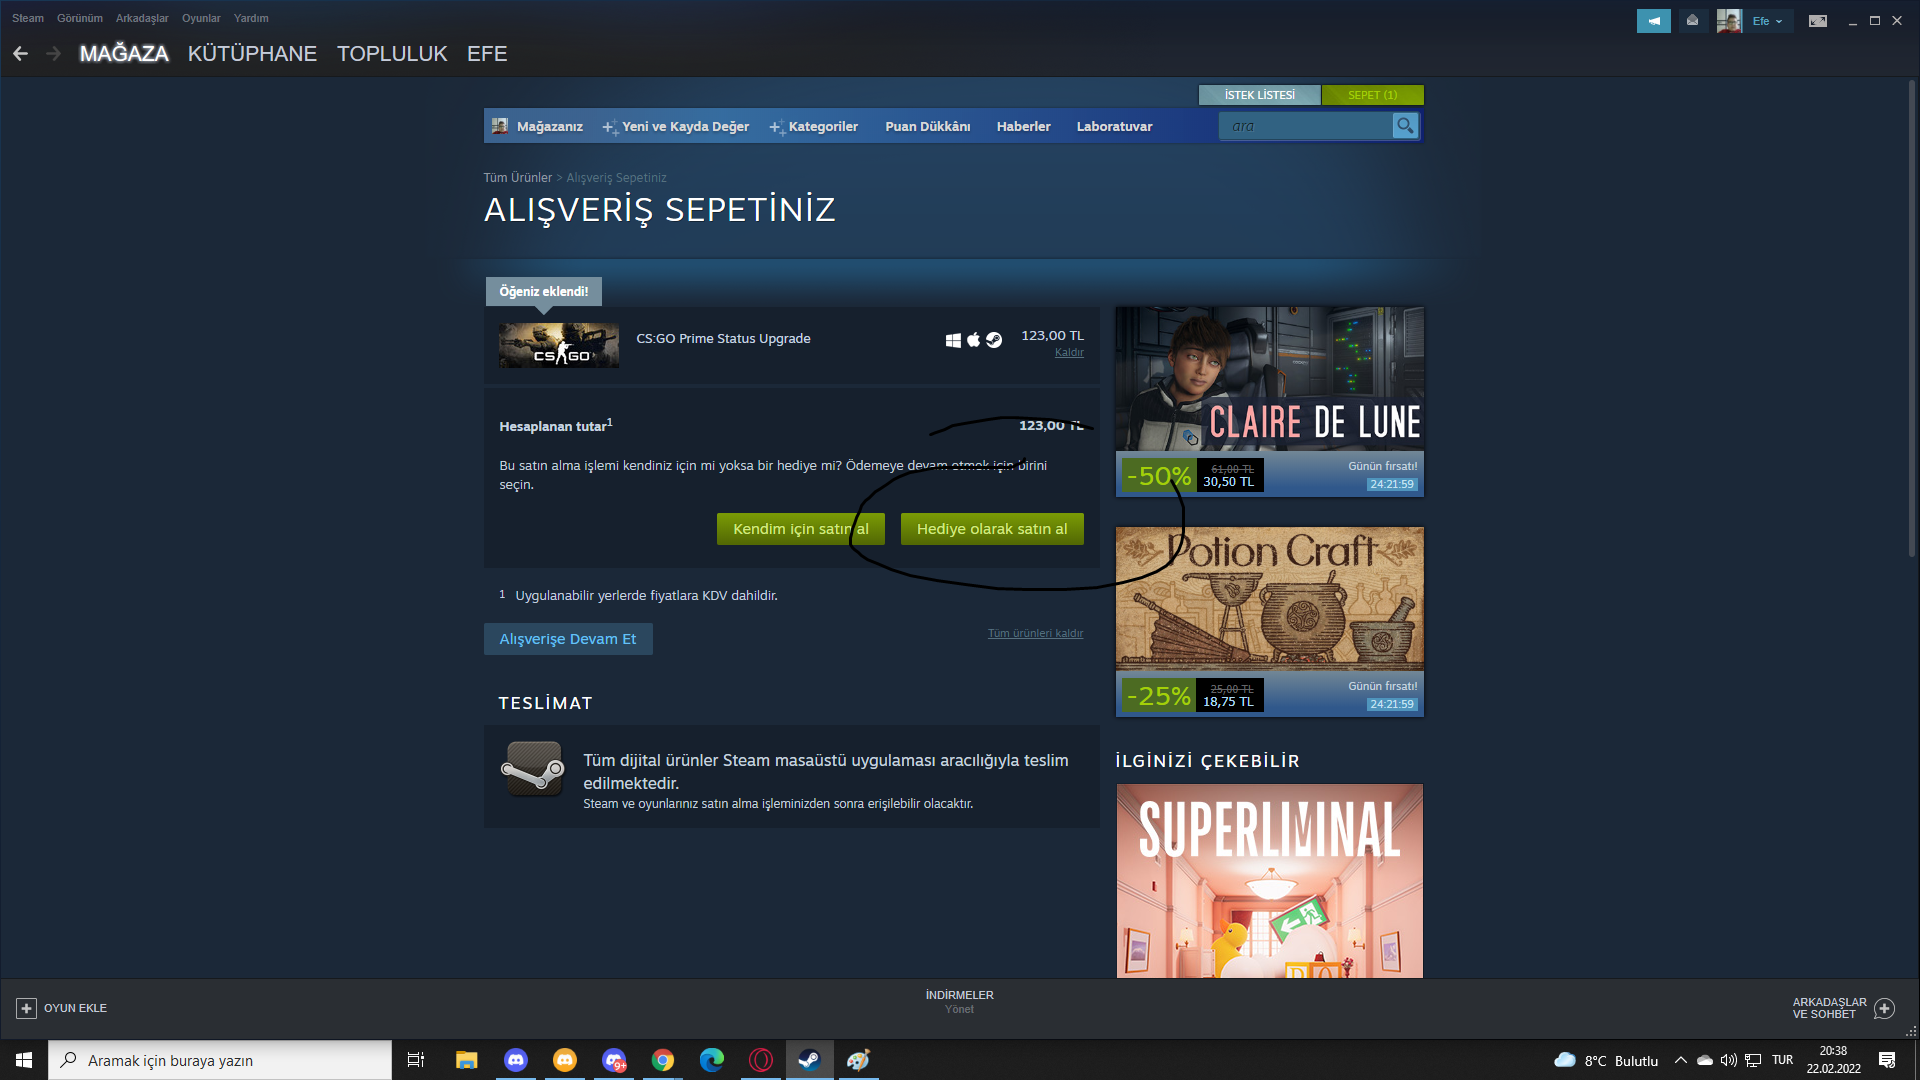 Steam Görünüm Arkadaşlar Oyunlar Yardım
Efe
MAĞAZA KÜTÜPHANE TOPLULUK EFE
İSTEK LİSTESİ SEPET (1)
Mağazanız Yeni ve Kayda Değer Kategoriler Puan Dükkânı Haberler Laboratuvar ara
Tüm Ürünler > Alışveriş Sepetiniz
ALIŞVERİŞ SEPETİNİZ
Öğeniz eklendi!
CS:GO
CS:GO Prime Status Upgrade
123,00 TL
Kaldır
Hesaplanan tutar1 123,00 TL
Bu satın alma işlemi kendiniz için mi yoksa bir hediye mi? Ödemeye devam etmek için birini
seçin.
Kendim için satın al Hediye olarak satın al
1 Uygulanabilir yerlerde fiyatlara KDV dahildir.
Alışverişe Devam Et
Tüm ürünleri kaldır
TESLİMAT
Tüm dijital ürünler Steam masaüstü uygulaması aracılığıyla teslim
edilmektedir.
Steam ve oyunlarınız satın alma işleminizden sonra erişilebilir olacaktır.
CLAIRE DE LUNE
-50%
61,00 TL
30,50 TL
Günün fırsatı!
24:21:59
Potion Craft
-25%
25,00 TL
18,75 TL
Günün fırsatı!
24:21:59
İLGİNİZİ ÇEKEBİLİR
SUPERLIMINAL
OYUN EKLE
İNDİRMELER
Yönet
ARKADAŞLAR
VE SOHBET
Aramak için buraya yazın
9+
8°C Bulutlu
TUR
20:38
22.02.2022